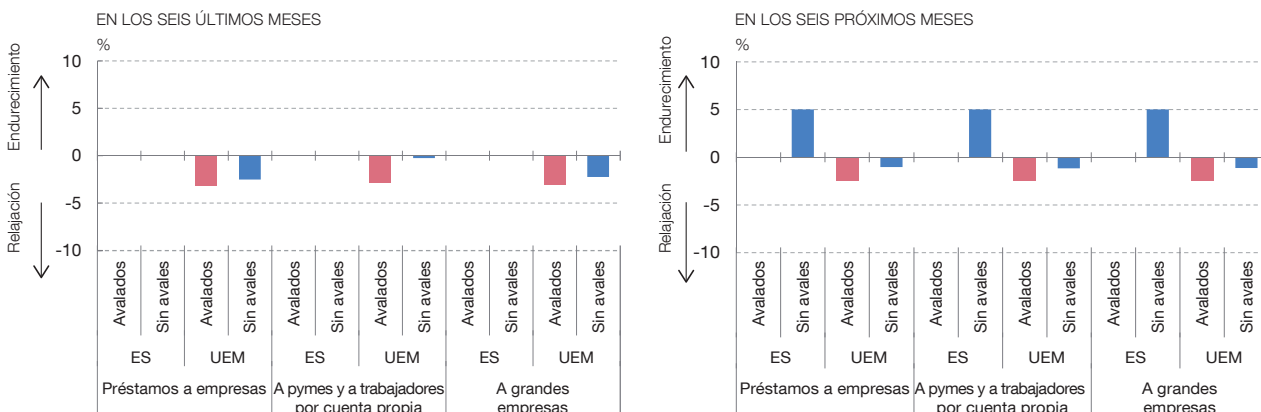 EN LOS SEIS ÚLTIMOS MESES
%
Endurecimiento
Relajación
10
5
0
-5
-10
Avalados
Sin avales
Avalados
Sin avales
Avalados
Sin avales
Avalados
Sin avales
Avalados
Sin avales
Avalados
Sin avales
ES
UEM
ES
UEM
ES
UEM
Préstamos a empresas
A pymes y a trabajadores
por cuenta propia
A grandes
empresas
EN LOS SEIS PRÓXIMOS MESES
%
Endurecimiento
Relajación
10
5
0
-5
-10
Avalados
Sin avales
Avalados
Sin avales
Avalados
Sin avales
Avalados
Sin avales
Avalados
Sin avales
Avalados
Sin avales
ES
UEM
ES
UEM
ES
UEM
Préstamos a empresas
A pymes y a trabajadores
por cuenta propia
A grandes
empresas